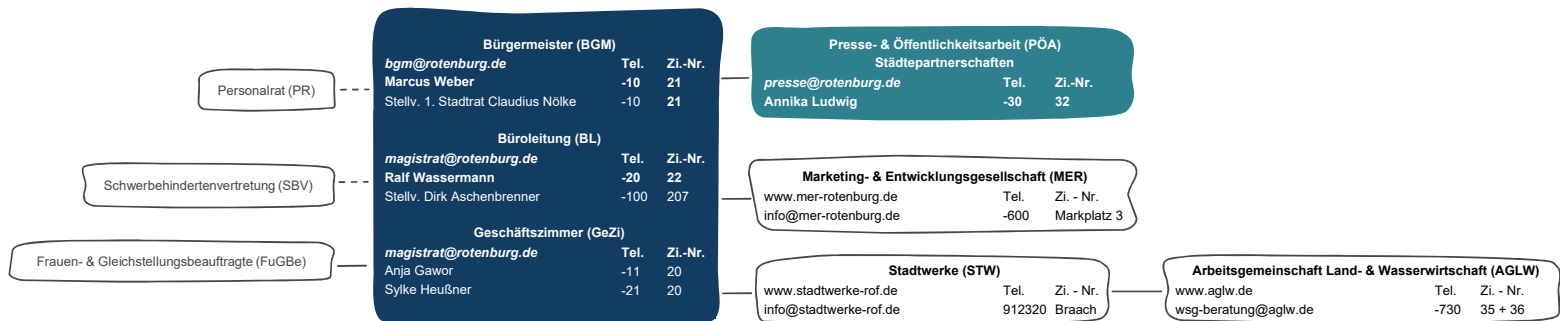 Personalrat (PR)
Schwerbehindertenvertretung (SBV)
Frauen- & Gleichstellungsbeauftragte (FuGBe)
Bürgermeister (BGM)
bgm@rotenburg.de Tel. Zi.-Nr.
Marcus Weber -10 21
Stellv. 1. Stadtrat Claudius Nölke -10 21
Büroleitung (BL)
magistrat@rotenburg.de Tel. Zi.-Nr.
Ralf Wassermann -20 22
Stellv. Dirk Aschenbrenner -100 207
Geschäftszimmer (GeZi)
magistrat@rotenburg.de Tel. Zi.-Nr.
Anja Gawor -11 20
Sylke Heußner -21 20
Presse- & Öffentlichkeitsarbeit (PÖA)
Städtepartnerschaften
presse@rotenburg.de Tel. Zi.-Nr.
Annika Ludwig -30 32
Marketing- & Entwicklungsgesellschaft (MER)
www.mer-rotenburg.de Tel. Zi. - Nr.
info@mer-rotenburg.de -600 Markplatz 3
Stadtwerke (STW)
www.stadtwerke-rof.de Tel. Zi. - Nr.
info@stadtwerke-rof.de 912320 Braach
Arbeitsgemeinschaft Land- & Wasserwirtschaft (AGLW)
www.aglw.de Tel. Zi. - Nr.
wsg-beratung@aglw.de -730 35 + 36